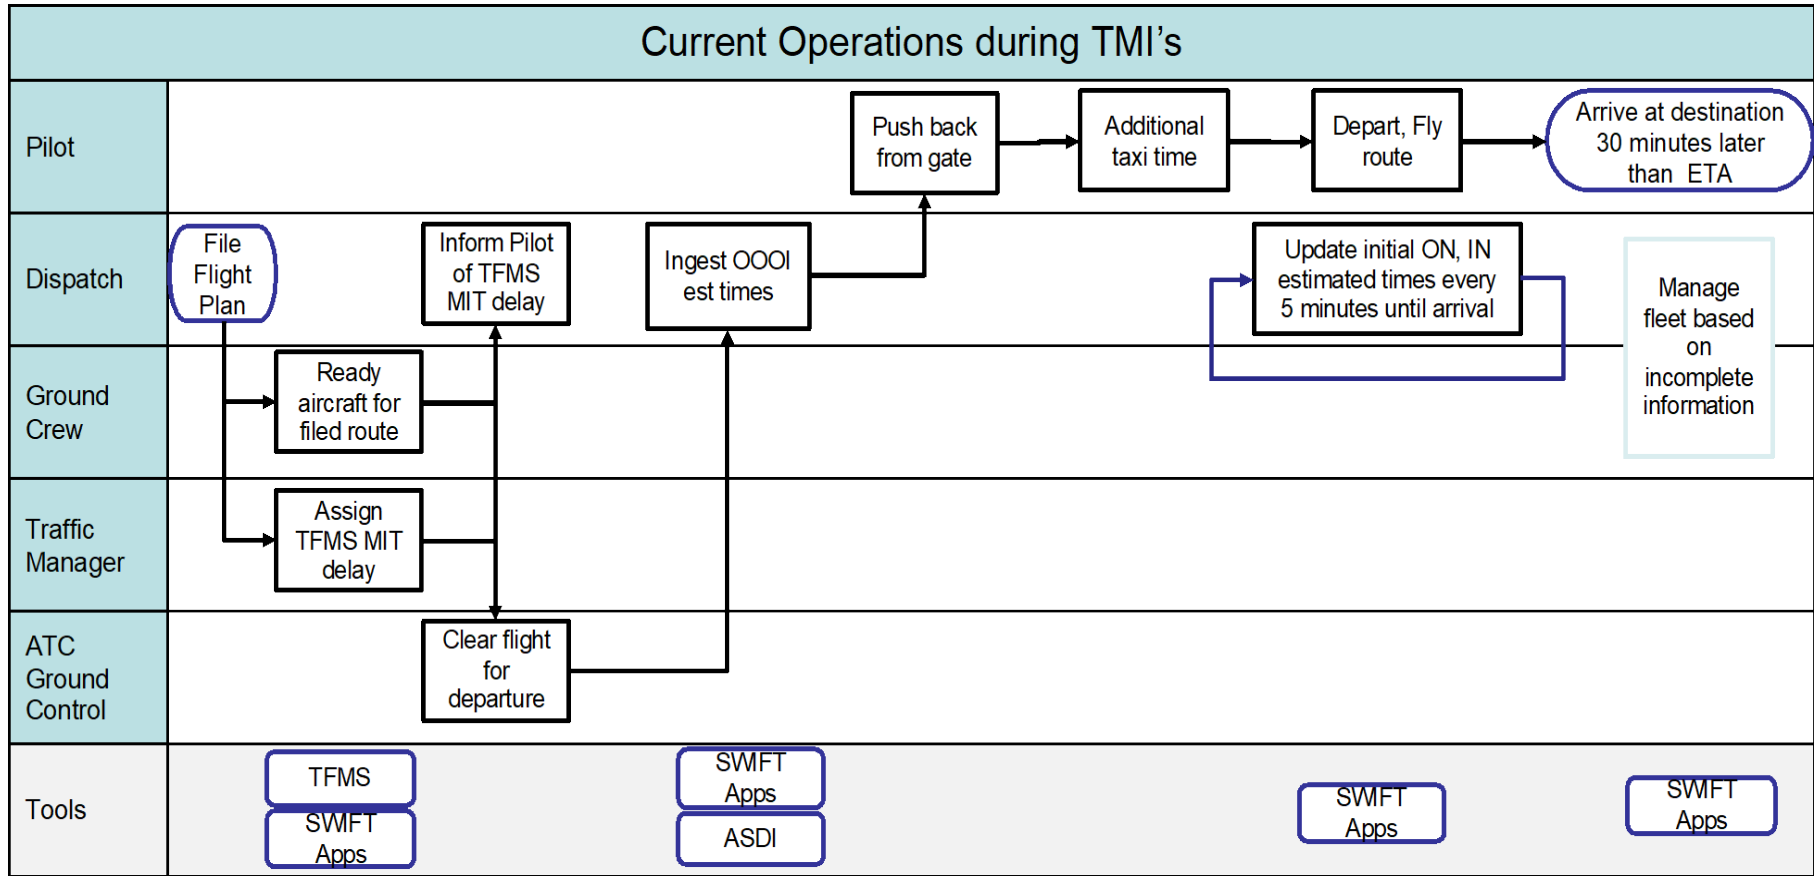 Current Operations during TMI's
Pilot
Push back
from gate
Additional
taxi time
Depart, Fly
route
Arrive at destination
30 minutes later
than ETA
Dispatch
File
Flight
Plan
Inform Pilot
of TFMS
MIT delay
Ingest OOOI
est times
Update initial ON, IN
estimated times every
5 minutes until arrival
Manage
fleet based
on
incomplete
information
Ground
Crew
Ready
aircraft for
filed route
Traffic
Manager
Assign
TFMS MIT
delay
ATC
Ground
Control
Clear flight
for
departure
Tools
TFMS
SWIFT
Apps
SWIFT
Apps
ASDI
SWIFT
Apps
SWIFT
Apps